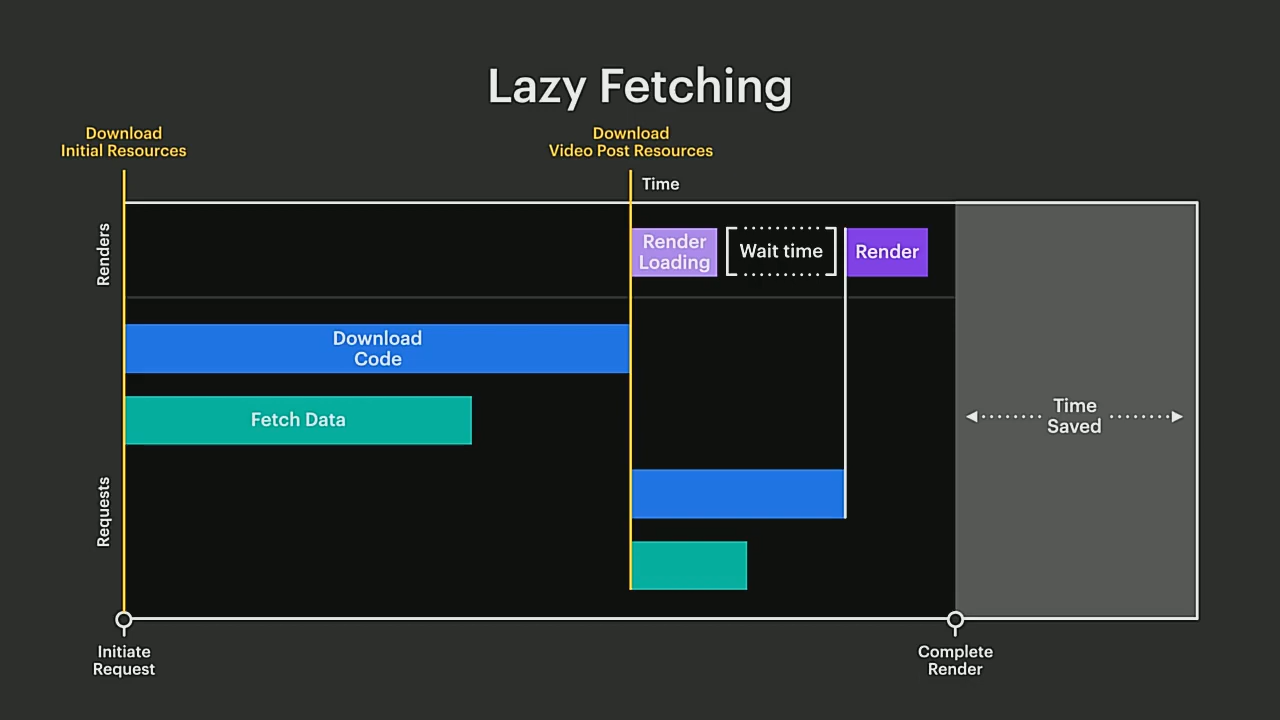 Lazy Fetching
Download
Initial Resources
Download
Video Post Resources
Time
Renders
Render
Loading
Wait time
Render
Download
Code
Fetch Data
Time
Saved
Requests
Initiate
Request
Complete
Render